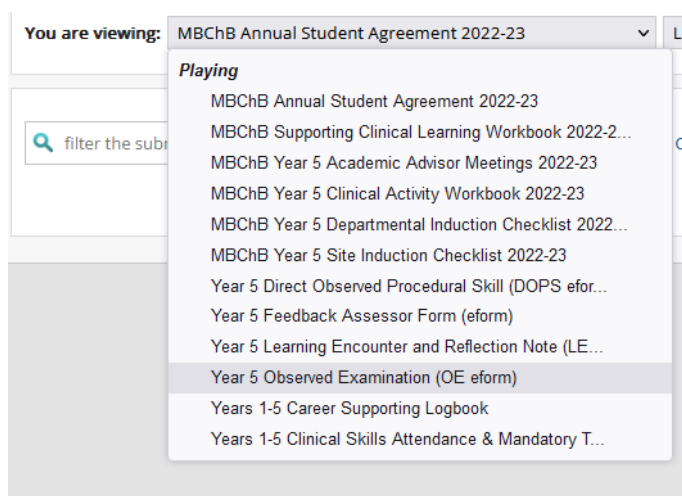 You are viewing: MBChB Annual Student Agreement 2022-23 L
Playing
MBChB Annual Student Agreement 2022-23
MBChB Supporting Clinical Learning Workbook 2022-2...
filter the subr
MBChB Year 5 Academic Advisor Meetings 2022-23
MBChB Year 5 Clinical Activity Workbook 2022-23
MBChB Year 5 Departmental Induction Checklist 2022...
MBChB Year 5 Site Induction Checklist 2022-23
Year 5 Direct Observed Procedural Skill (DOPS efor...
Year 5 Feedback Assessor Form (eform)
Year 5 Learning Encounter and Reflection Note (LE...
Year 5 Observed Examination (OE eform)
Years 1-5 Career Supporting Logbook
Years 1-5 Clinical Skills Attendance & Mandatory T...